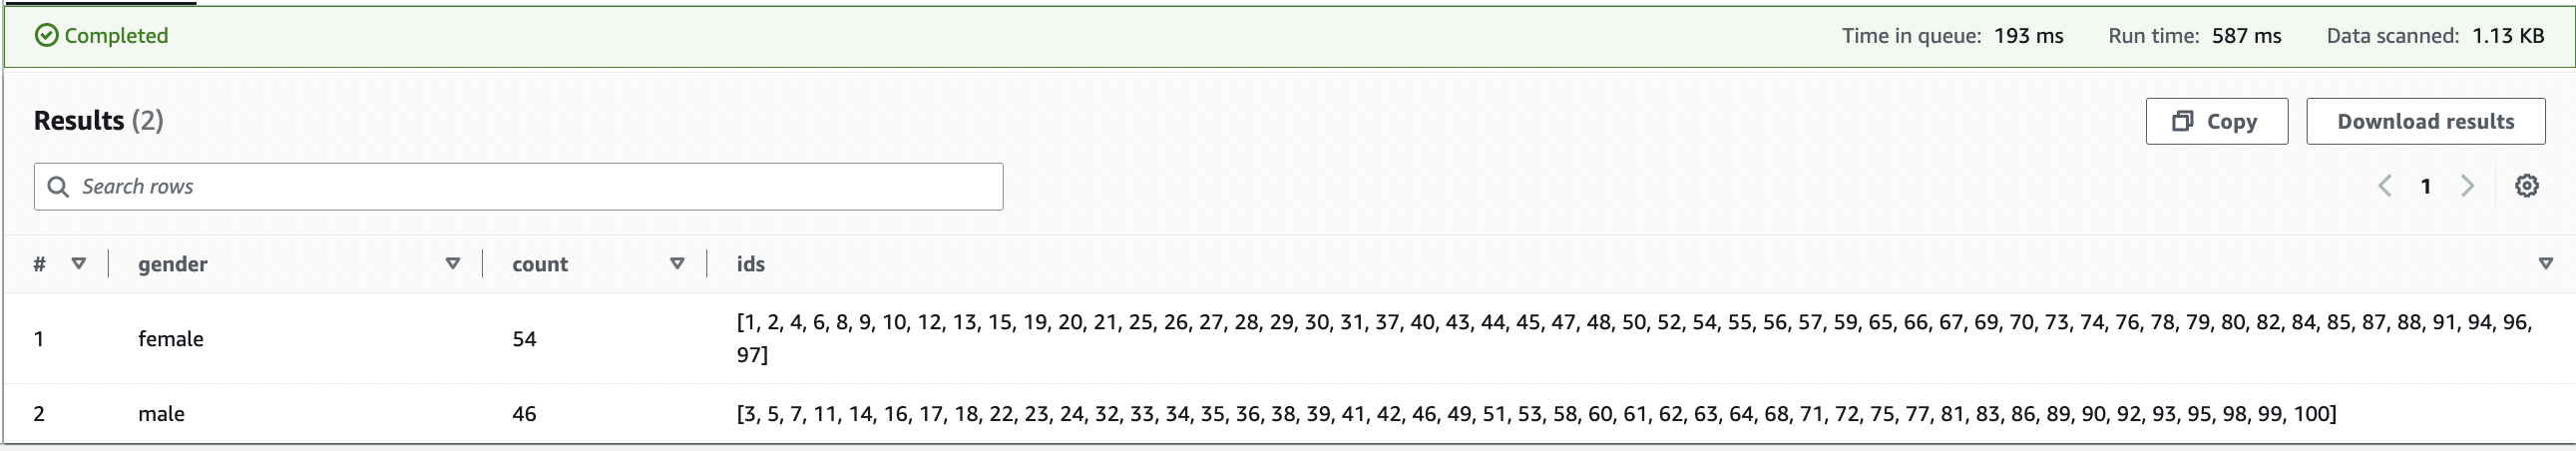 Completed Time in queue: 193 ms Run time: 587 ms Data scanned: 1.13 KB
Results (2) Copy Download results
Search rows 1
# gender count ids
1 female 54 [1, 2, 4, 6, 8, 9, 10, 12, 13, 15, 19, 20, 21, 25, 26, 27, 28, 29, 30, 31, 37, 40, 43, 44, 45, 47, 48, 50, 52, 54, 55, 56, 57, 59, 65, 66, 67, 69, 70, 73, 74, 76, 78, 79, 80, 82, 84, 85, 87, 88, 91, 94, 96,
97]
2 male 46 [3, 5, 7, 11, 14, 16, 17, 18, 22, 23, 24, 32, 33, 34, 35, 36, 38, 39, 41, 42, 46, 49, 51, 53, 58, 60, 61, 62, 63, 64, 68, 71, 72, 75, 77, 81, 83, 86, 89, 90, 92, 93, 95, 98, 99, 100]